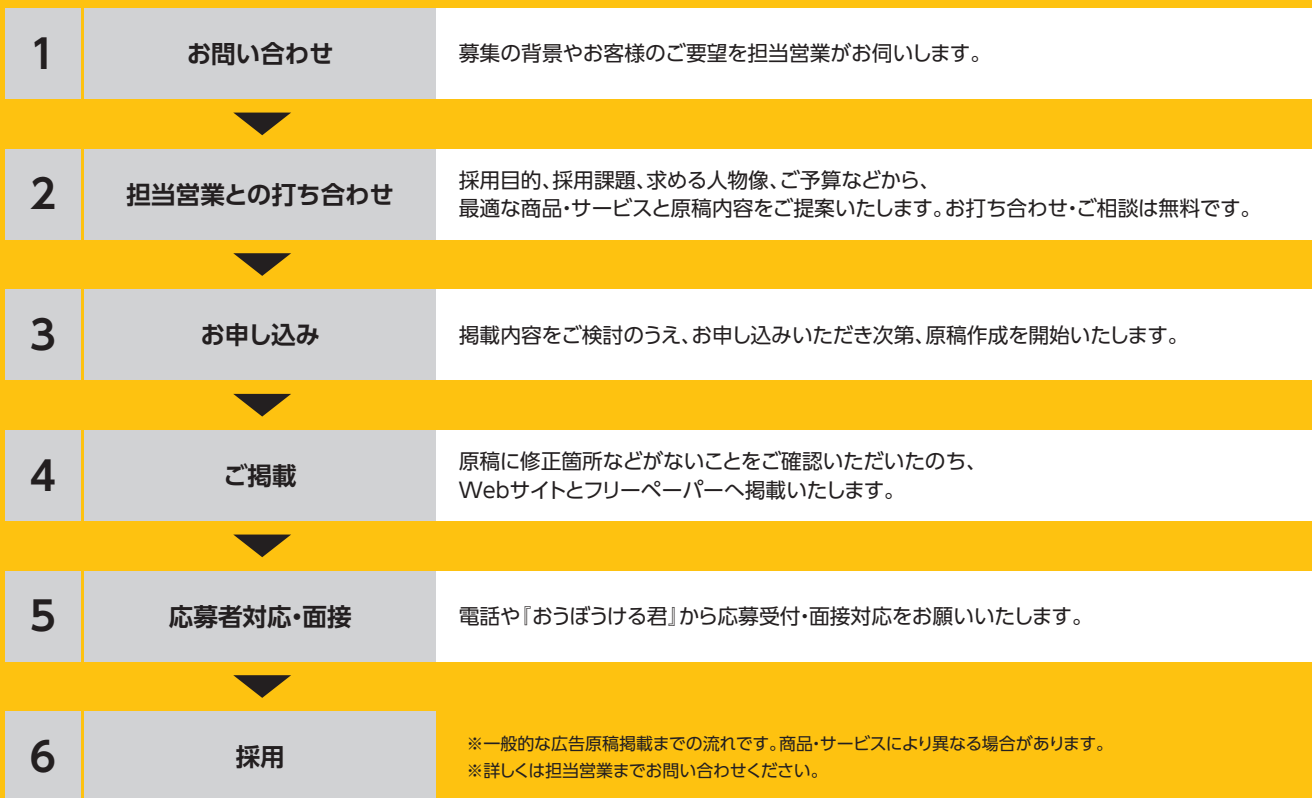 1
お問い合わせ
募集の背景やお客様のご要望を担当営業がお伺いします。
2
担当営業との打ち合わせ
採用目的、採用課題、求める人物像、ご予算などから、
最適な商品・サービスと原稿内容をご提案いたします。お打ち合わせ・ご相談は無料です。
3
お申し込み
掲載内容をご検討のうえ、お申し込みいただき次第、原稿作成を開始いたします。
4
ご掲載
原稿に修正箇所などがないことをご確認いただいたのち、
Webサイトとフリーペーパーへ掲載いたします。
5
応募者対応・面接
電話や『おうぼうける君』から応募受付・面接対応をお願いいたします。
6
採用
※一般的な広告原稿掲載までの流れです。商品・サービスにより異なる場合があります。
※詳しくは担当営業までお問い合わせください。